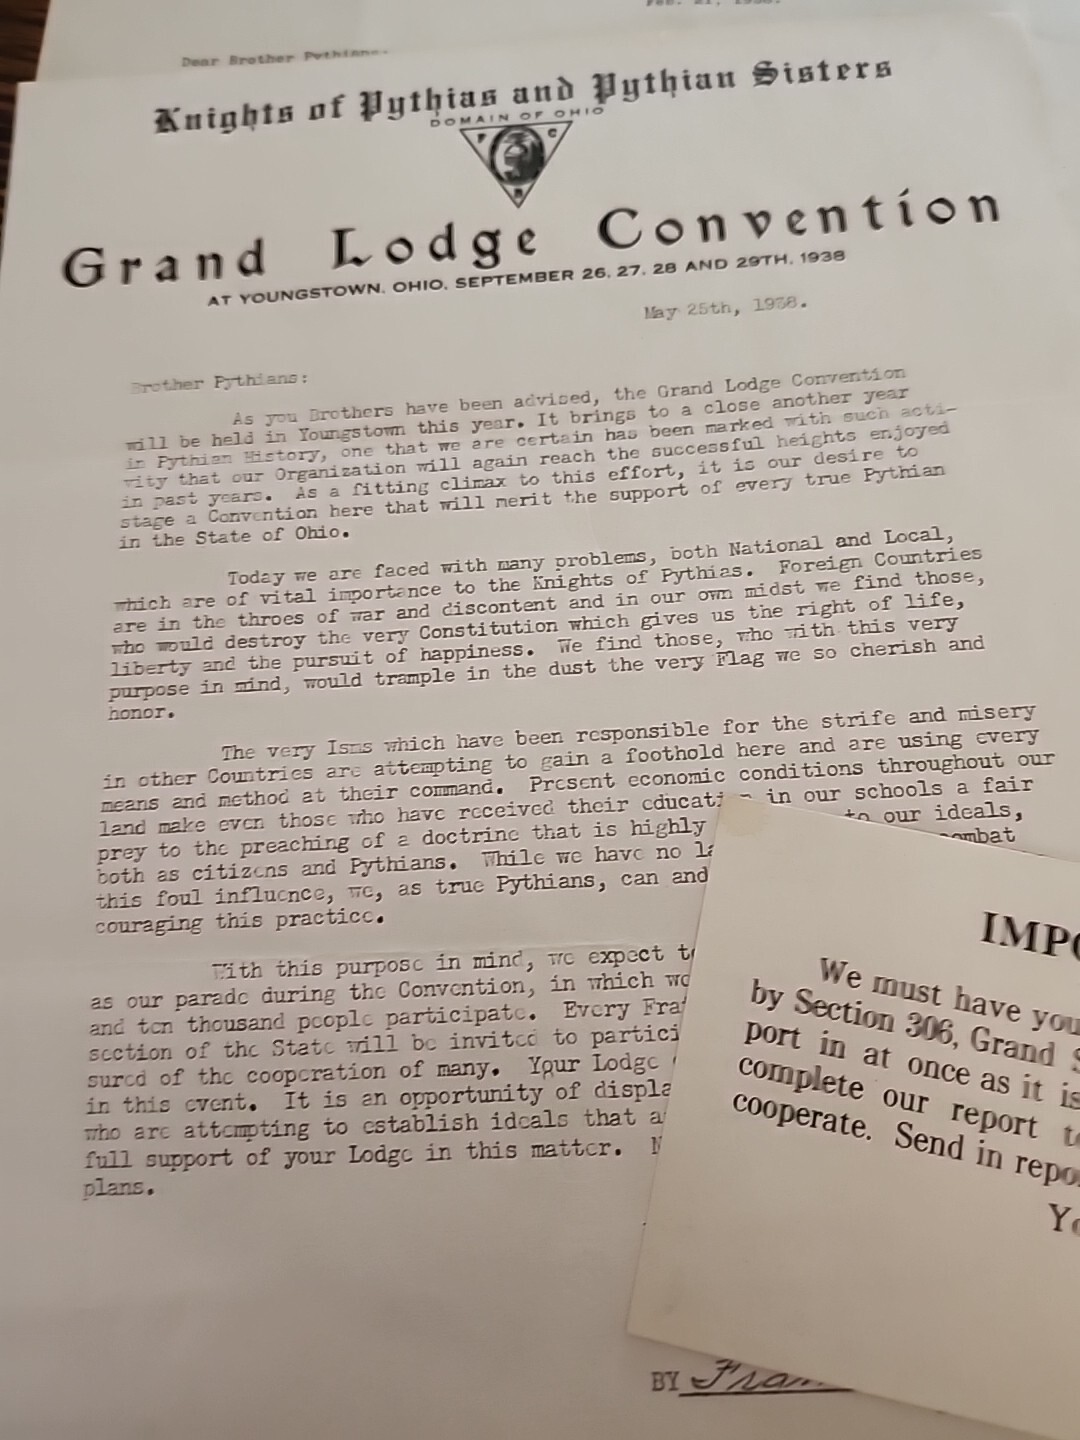 Dear Brother Pythians.
Knights of Pythias and Pythian Sisters
DOMAIN OF OHIO
F C
B
Grand Lodge Convention
AT YOUNGSTOWN, OHIO, SEPTEMBER 26, 27, 28 AND 29TH, 1938
May 25th, 1938.
Brother Pythians:
As you Brothers have been advised, the Grand Lodge Convention
will be held in Youngstown this year. It brings to a close another year
in Pythian History, one that we are certain has been marked with such acti-
vity that our Organization will again reach the successful heights enjoyed
in past years. As a fitting climax to this effort, it is our desire to
stage a Convention here that will merit the support of every true Pythian
in the State of Ohio.
Today we are faced with many problems, both National and Local,
which are of vital importance to the Knights of Pythias. Foreign Countries
are in the throes of war and discontent and in our own midst we find those,
who would destroy the very Constitution which gives us the right of life,
liberty and the pursuit of happiness. We find those, who with this very
purpose in mind, would trample in the dust the very Flag we so cherish and
honor.
The very Isms which have been responsible for the strife and misery
in other Countries are attempting to gain a foothold here and are using every
means and method at their command. Present economic conditions throughout our
land make even those who have received their educati in our schools a fair
prey to the preaching of a doctrine that is highly to our ideals,
both as citizens and Pythians. While we have no la combat
this foul influence, we, as true Pythians, can and
couraging this practice.
With this purpose in mind, we expect to
as our parade during the Convention, in which
and ten thousand people participate. Every Fra
section of the State will be invited to partici
sured of the cooperation of many. Your Lodge
in this event. It is an opportunity of displa
who are attempting to establish ideals that a
full support of your Lodge in this matter.
plans.
BY Fran
IMPO
We must have you
by Section 306, Grand S
port in at once as it is
complete our report t
cooperate. Send in repo
Yo